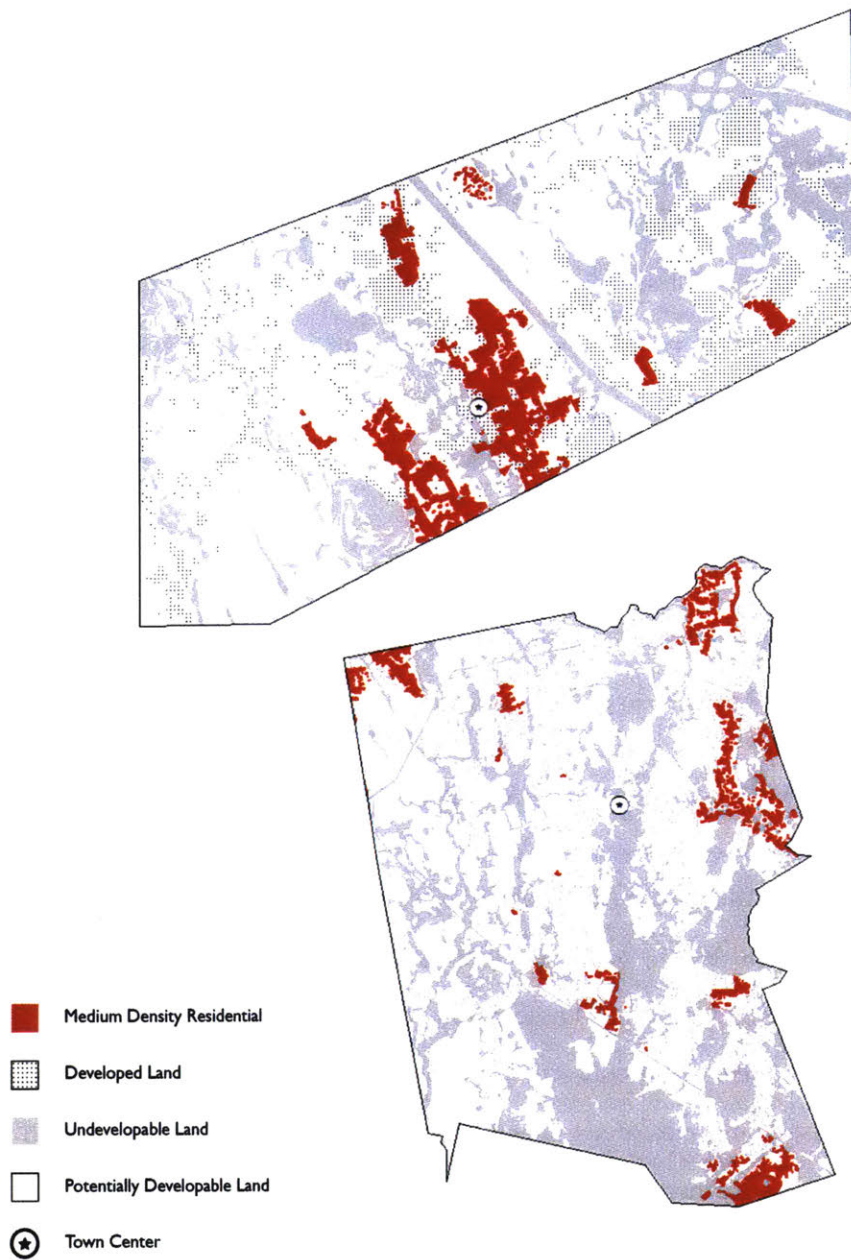 Medium Density Residential
Developed Land
Undevelopable Land
Potentially Developable Land
Town Center